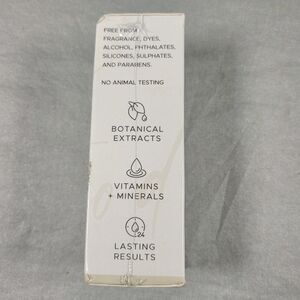 FREE FROM
FRAGRANCE, DYES,
ALCOHOL, PHTHALATES,
SILICONES, SULPHATES,
AND PARABENS.
NO ANIMAL TESTING
BOTANICAL
EXTRACTS
VITAMINS
+ MINERALS
24
LASTING
RESULTS